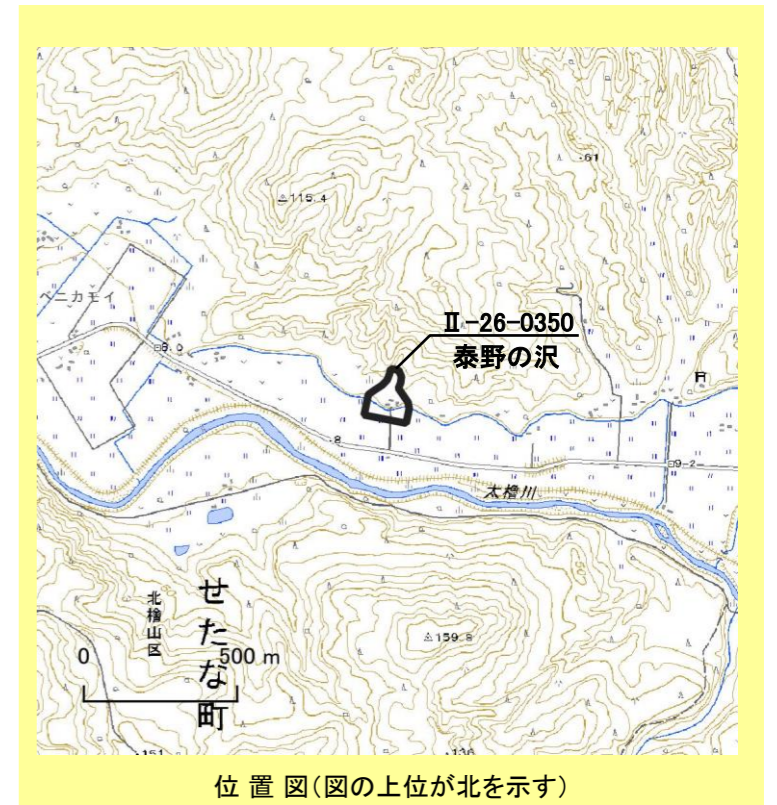 115.4
61
ベニカモイ
Ⅱ-26-0350
泰野の沢
8.0
8
9.2
太櫓川
せたな町
北檜山区
0 500 m
159.8
151
136
位 置 図(図の上位が北を示す)